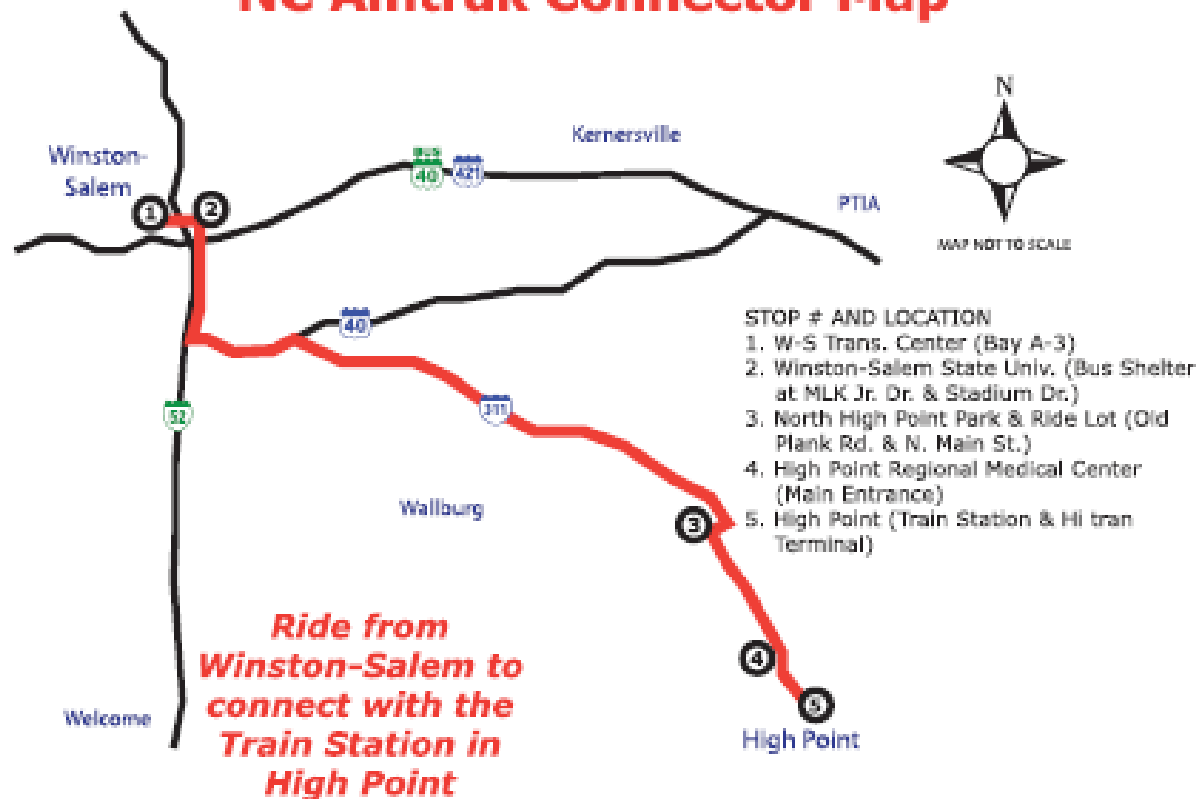 NC Amtrak Connector Map
N
Kernersville
Winston-
Salem
BUS
40
421
PTIA
1
2
MAP NOT TO SCALE
40
STOP # AND LOCATION
1. W-S Trans. Center (Bay A-3)
2. Winston-Salem State Univ. (Bus Shelter
at MLK Jr. Dr. & Stadium Dr.)
3. North High Point Park & Ride Lot (Old
Plank Rd. & N. Main St.)
4. High Point Regional Medical Center
(Main Entrance)
5. High Point (Train Station & Hi tran
Terminal)
52
311
Wallburg
3
Ride from
Winston-Salem to
connect with the
Train Station in
High Point
4
5
Welcome
High Point